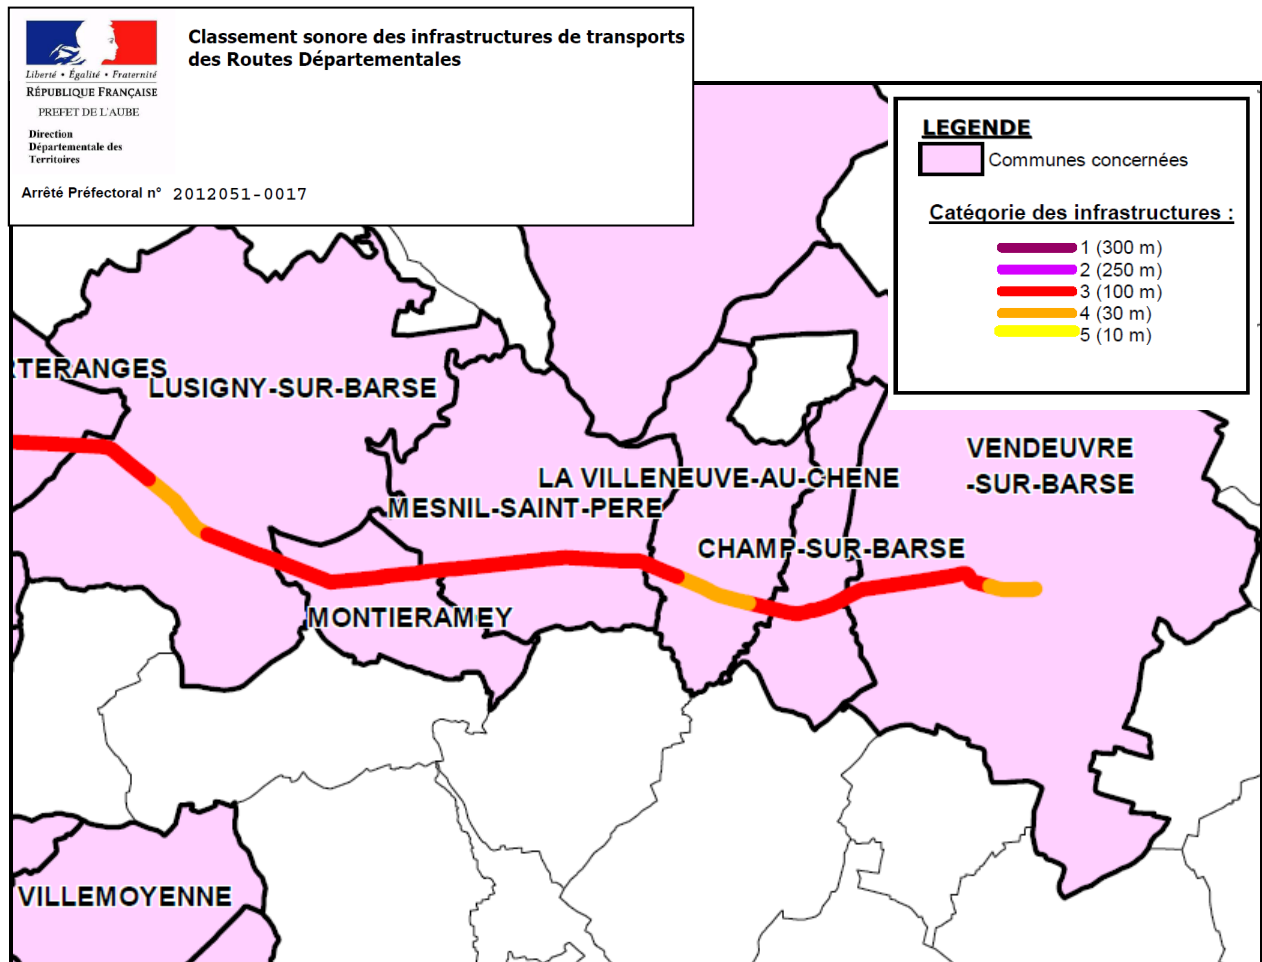 Classement sonore des infrastructures de transports
des Routes Départementales
Liberté • Égalité • Fraternité
RÉPUBLIQUE FRANÇAISE
PREFET DE L'AUBE
Direction
Départementale des
Territoires
Arrêté Préfectoral n° 2012051-0017
LEGENDE
Communes concernées
Catégorie des infrastructures :
1 (300 m)
2 (250 m)
3 (100 m)
4 (30 m)
5 (10 m)
RTERANGES
LUSIGNY-SUR-BARSE
VENDEUVRE
-SUR-BARSE
LA VILLENEUVE-AU-CHENE
MESNIL-SAINT-PERE
CHAMP-SUR-BARSE
MONTIERAMEY
VILLEMOYENNE